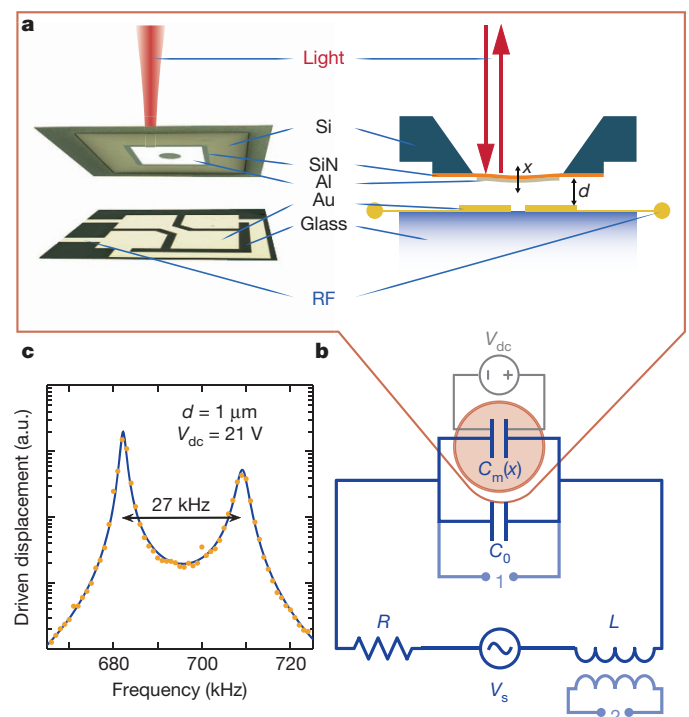 a
Light
Si
SiN
Al
Au
Glass
RF
x
d
c
d = 1 μm
V_dc = 21 V
27 kHz
Driven displacement (a.u.)
680
700
720
Frequency (kHz)
b
V_dc
C_m(x)
C_0
1
R
V_s
L
2